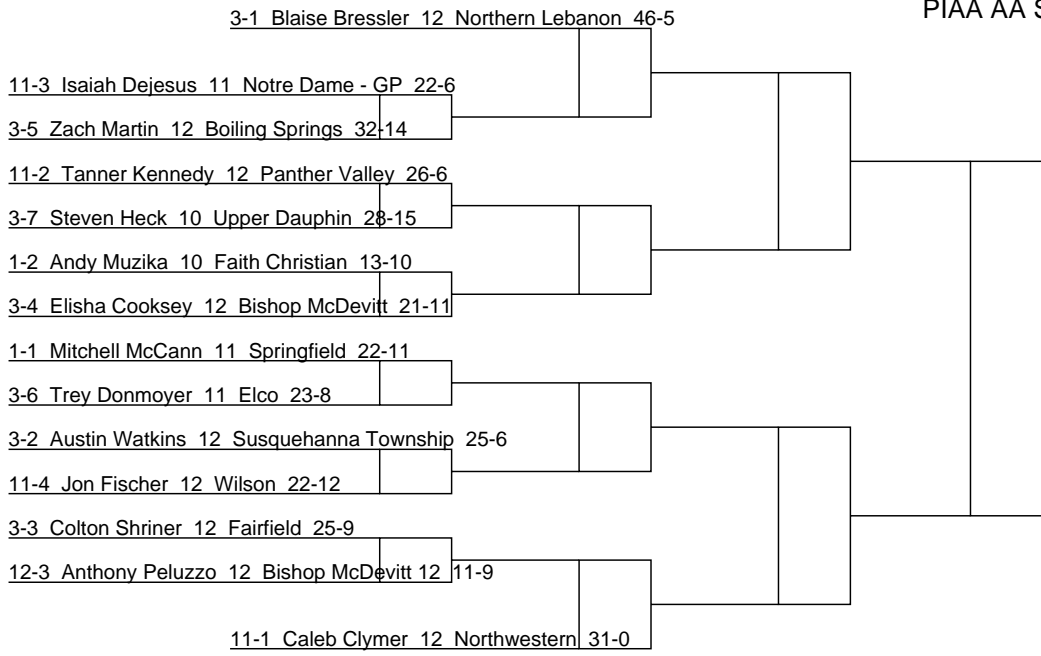 PIAA AA S
3-1 Blaise Bressler 12 Northern Lebanon 46-5
11-3 Isaiah Dejesus 11 Notre Dame - GP 22-6
3-5 Zach Martin 12 Boiling Springs 32-14
11-2 Tanner Kennedy 12 Panther Valley 26-6
3-7 Steven Heck 10 Upper Dauphin 28-15
1-2 Andy Muzika 10 Faith Christian 13-10
3-4 Elisha Cooksey 12 Bishop McDevitt 21-11
1-1 Mitchell McCann 11 Springfield 22-11
3-6 Trey Donmoyer 11 Elco 23-8
3-2 Austin Watkins 12 Susquehanna Township 25-6
11-4 Jon Fischer 12 Wilson 22-12
3-3 Colton Shriner 12 Fairfield 25-9
12-3 Anthony Peluzzo 12 Bishop McDevitt 12 11-9
11-1 Caleb Clymer 12 Northwestern 31-0